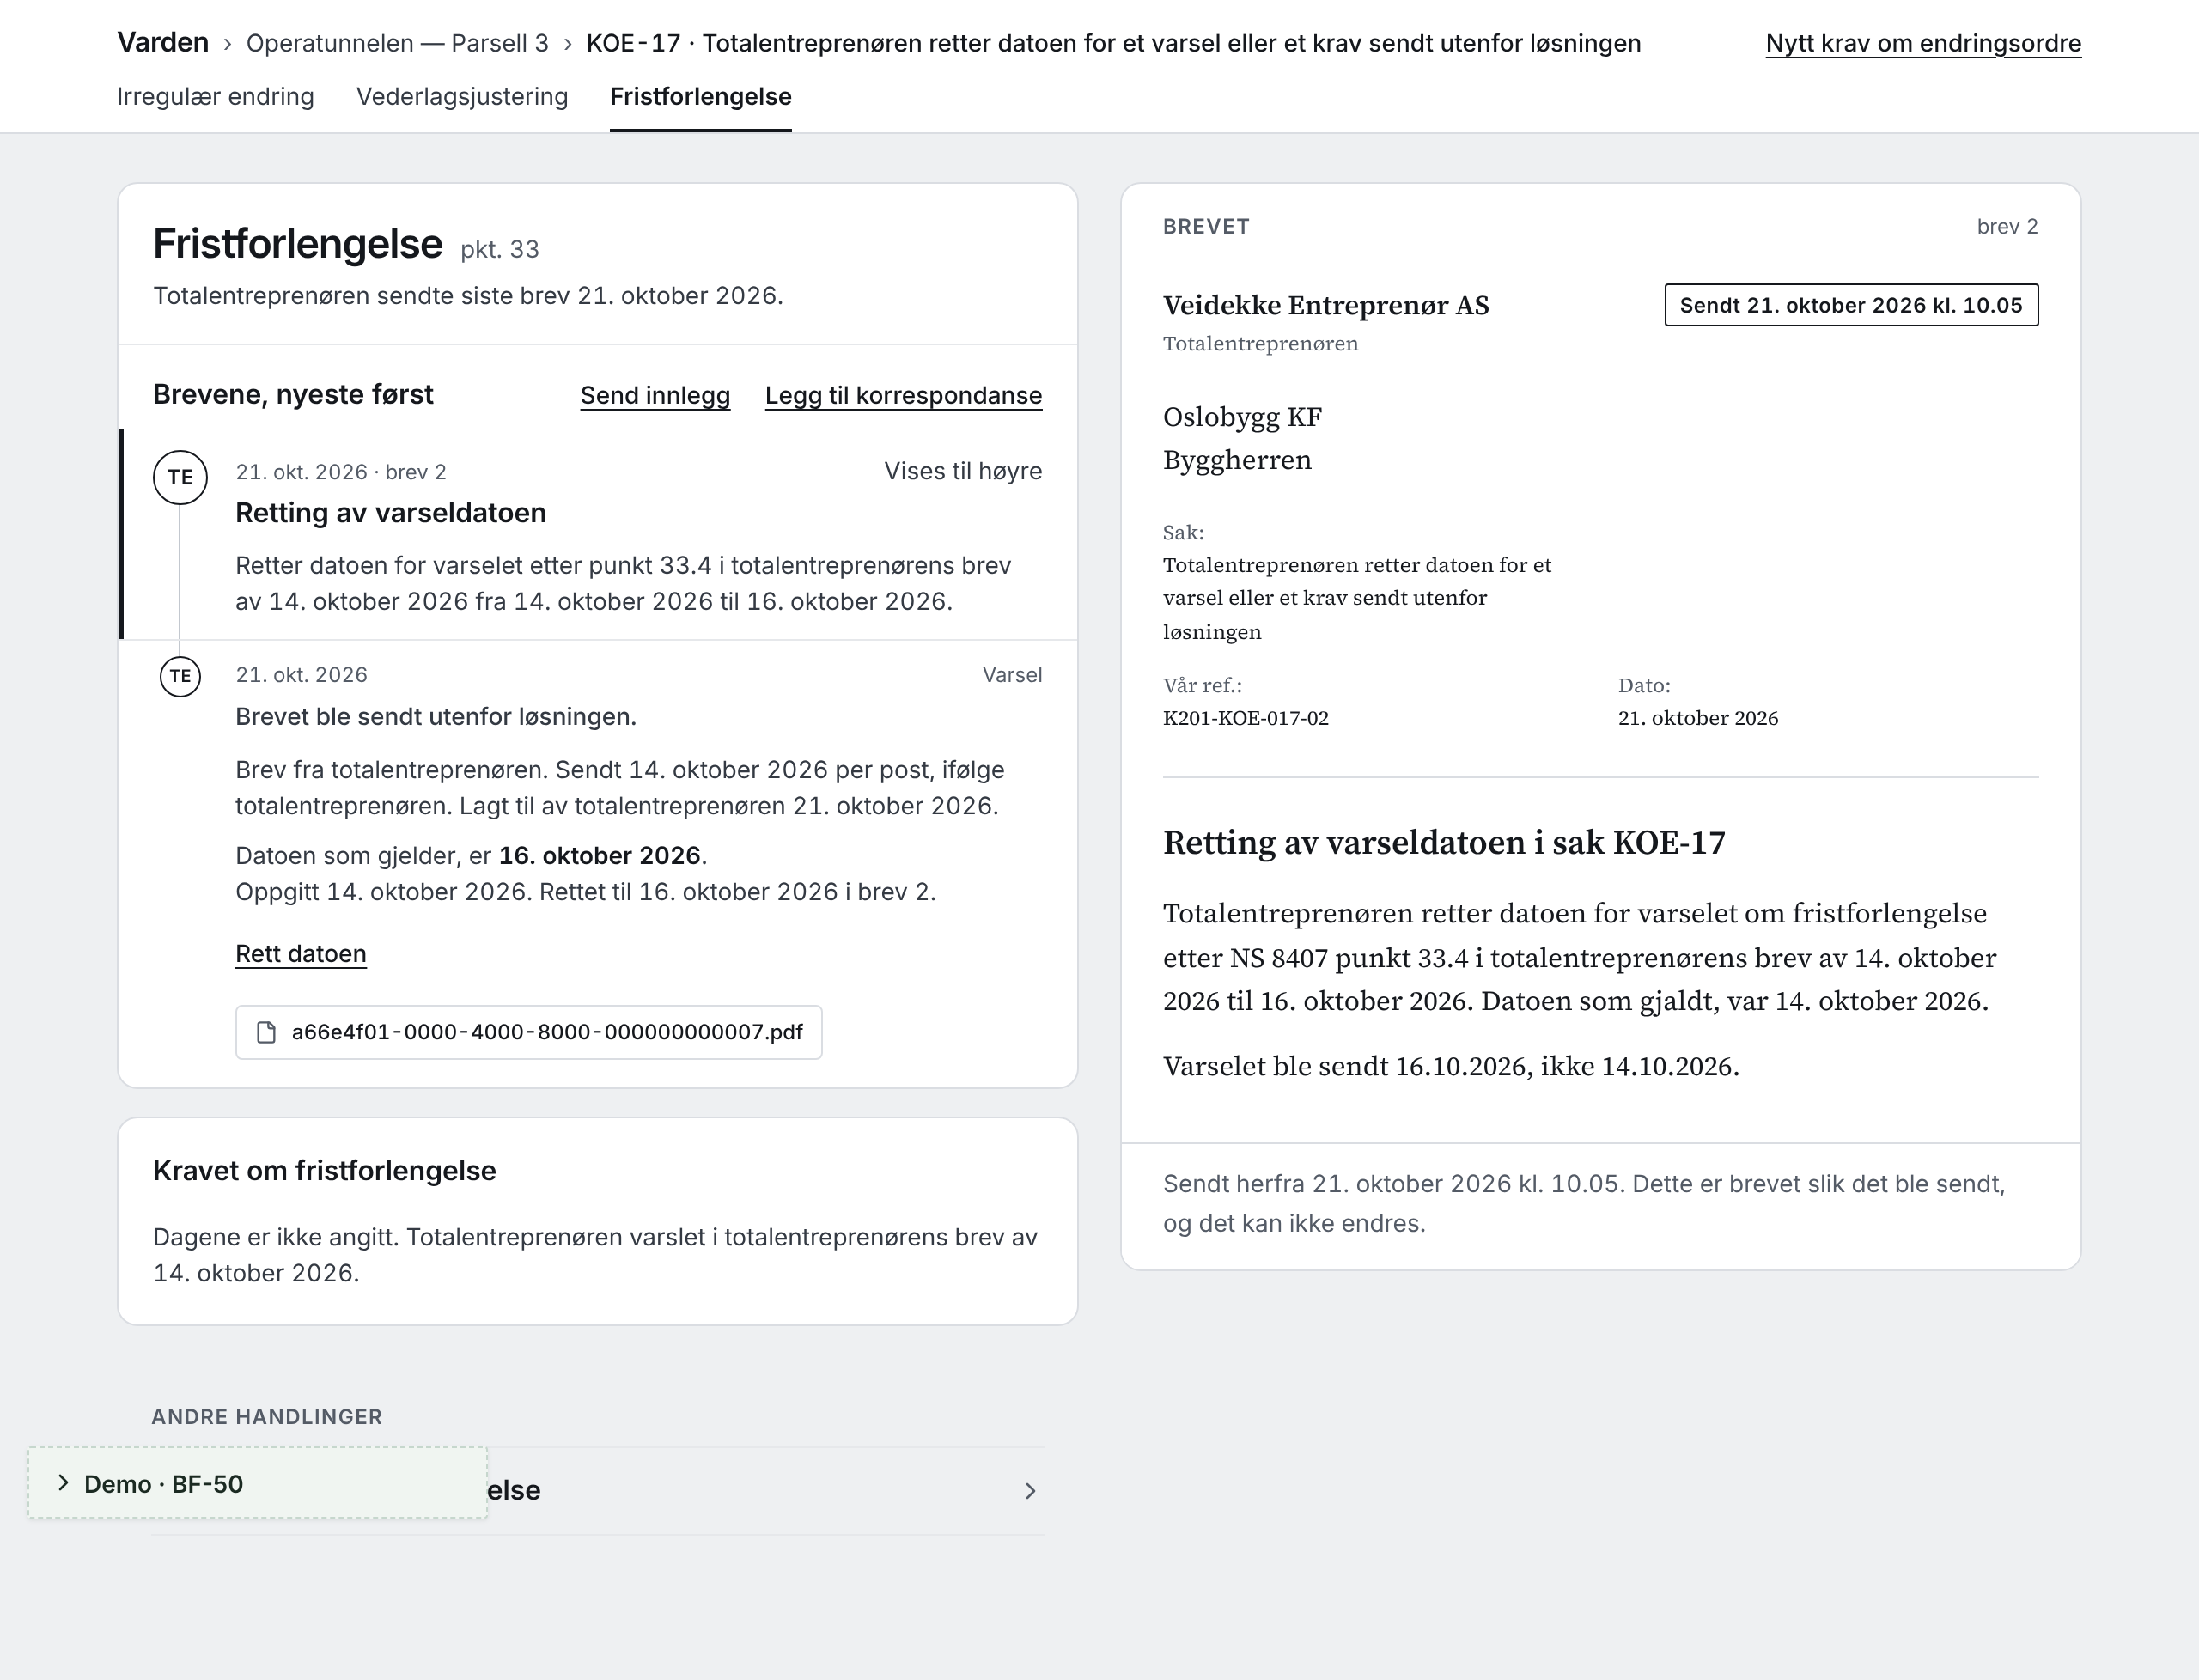 Varden › Operatunnelen — Parsell 3 › KOE-17 · Totalentreprenøren retter datoen for et varsel eller et krav sendt utenfor løsningen
Nytt krav om endringsordre
Irregulær endring
Vederlagsjustering
Fristforlengelse
Fristforlengelse pkt. 33
Totalentreprenøren sendte siste brev 21. oktober 2026.
Brevene, nyeste først
Send innlegg
Legg til korrespondanse
TE
21. okt. 2026 · brev 2
Vises til høyre
Retting av varseldatoen
Retter datoen for varselet etter punkt 33.4 i totalentreprenørens brev
av 14. oktober 2026 fra 14. oktober 2026 til 16. oktober 2026.
TE
21. okt. 2026
Varsel
Brevet ble sendt utenfor løsningen.
Brev fra totalentreprenøren. Sendt 14. oktober 2026 per post, ifølge
totalentreprenøren. Lagt til av totalentreprenøren 21. oktober 2026.
Datoen som gjelder, er 16. oktober 2026.
Oppgitt 14. oktober 2026. Rettet til 16. oktober 2026 i brev 2.
Rett datoen
a66e4f01-0000-4000-8000-000000000007.pdf
Kravet om fristforlengelse
Dagene er ikke angitt. Totalentreprenøren varslet i totalentreprenørens brev av
14. oktober 2026.
ANDRE HANDLINGER
Demo · BF-50
else
BREVET
brev 2
Veidekke Entreprenør AS
Sendt 21. oktober 2026 kl. 10.05
Totalentreprenøren
Oslobygg KF
Byggherren
Sak:
Totalentreprenøren retter datoen for et
varsel eller et krav sendt utenfor
løsningen
Vår ref.:
K201-KOE-017-02
Dato:
21. oktober 2026
Retting av varseldatoen i sak KOE-17
Totalentreprenøren retter datoen for varselet om fristforlengelse
etter NS 8407 punkt 33.4 i totalentreprenørens brev av 14. oktober
2026 til 16. oktober 2026. Datoen som gjaldt, var 14. oktober 2026.
Varselet ble sendt 16.10.2026, ikke 14.10.2026.
Sendt herfra 21. oktober 2026 kl. 10.05. Dette er brevet slik det ble sendt,
og det kan ikke endres.